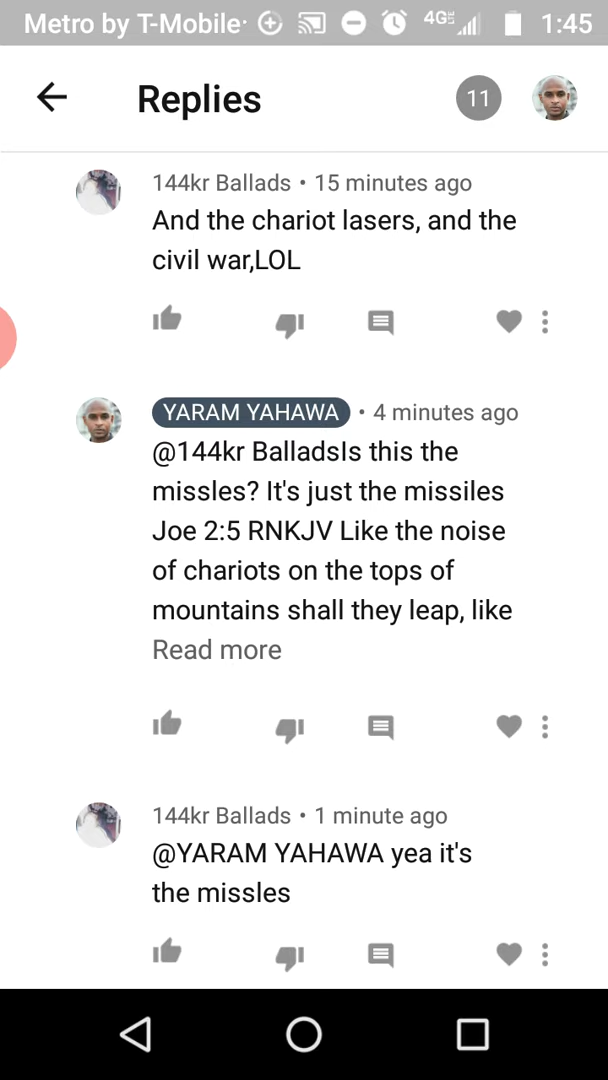 Metro by T-Mobile· 4G LTE 1:45
Replies 11
144kr Ballads • 15 minutes ago
And the chariot lasers, and the
civil war,LOL
YARAM YAHAWA • 4 minutes ago
@144kr BalladsIs this the
missles? It's just the missiles
Joe 2:5 RNKJV Like the noise
of chariots on the tops of
mountains shall they leap, like
Read more
144kr Ballads • 1 minute ago
@YARAM YAHAWA yea it's
the missles